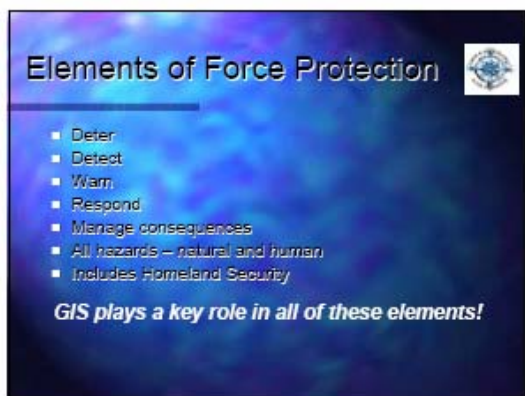 Elements of Force Protection
Deter
Detect
Warn
Respond
Manage consequences
All hazards – natural and human
Includes Homeland Security
GIS plays a key role in all of these elements!